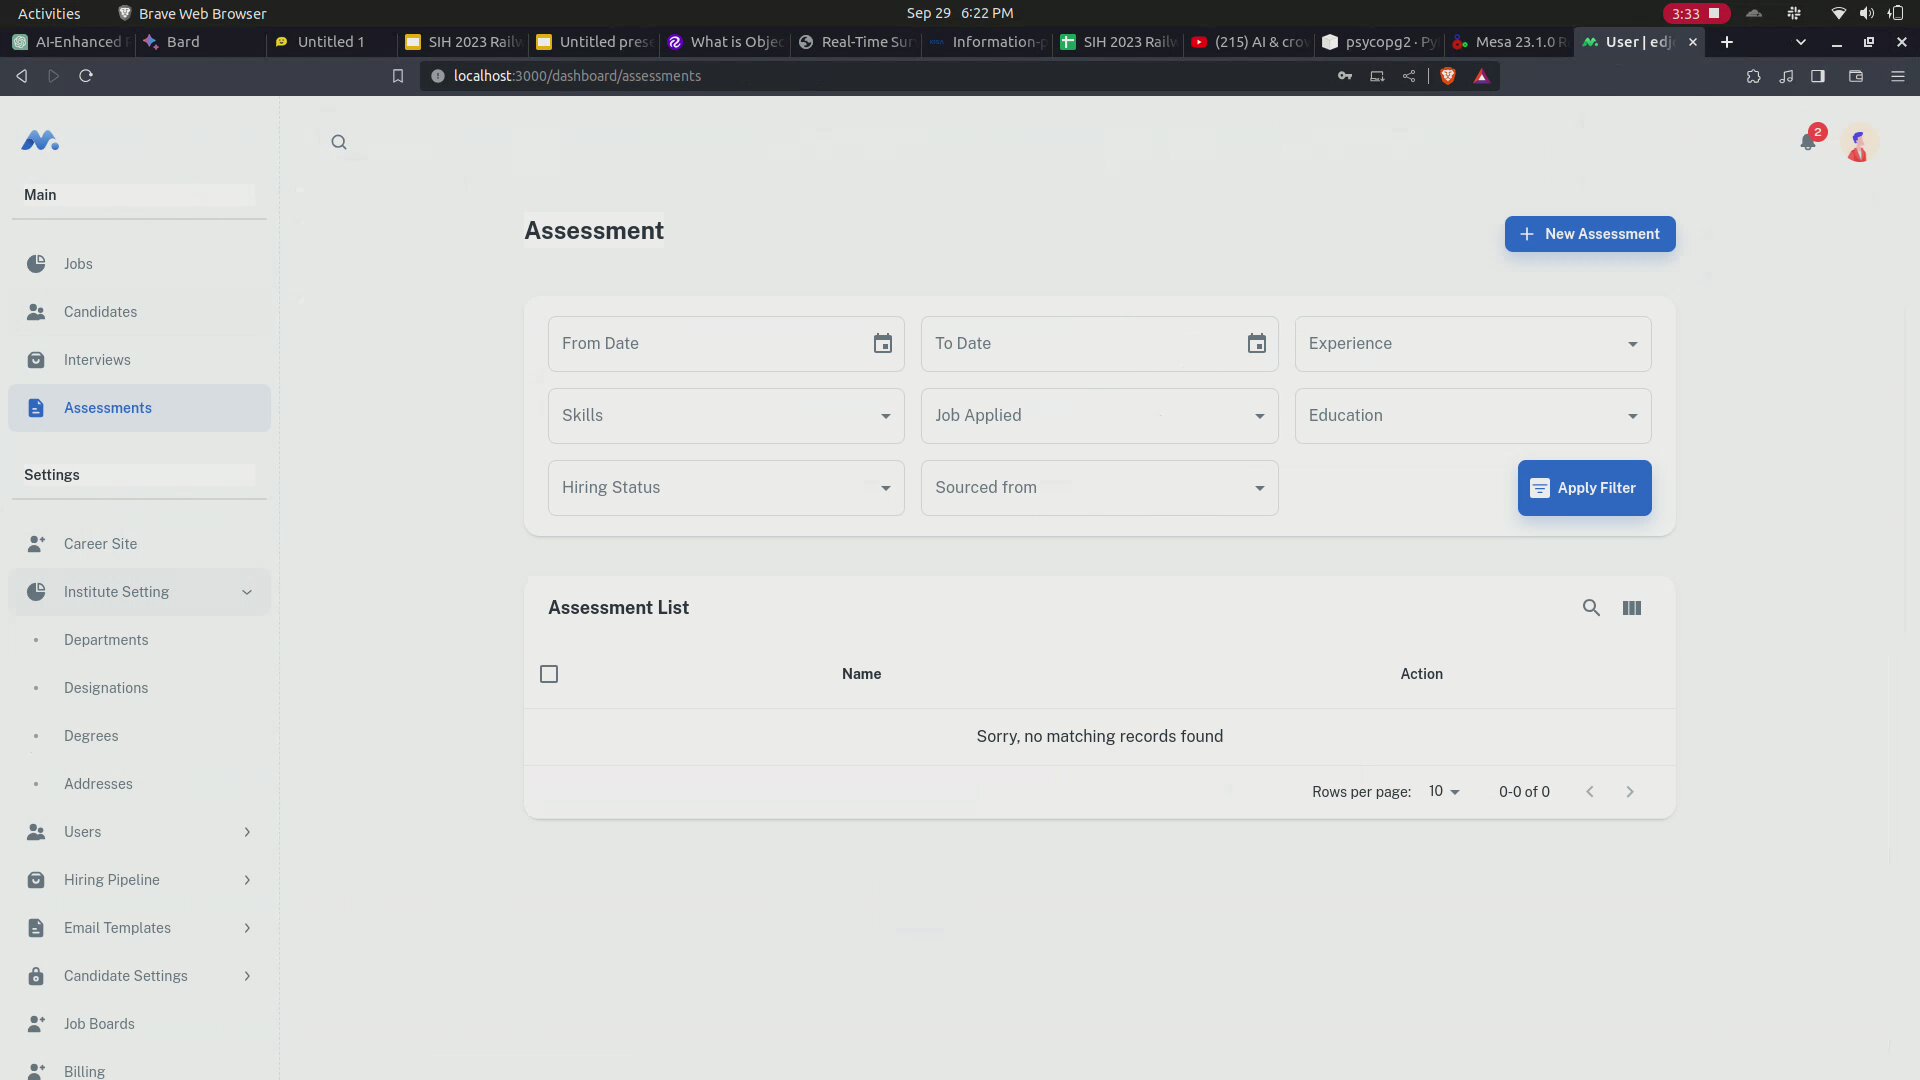 Activities Brave Web Browser Sep 29 6:22 PM 3:33
AI-Enhanced Bard Untitled 1 SIH 2023 Railw Untitled prese What is Objec Real-Time Sur Information-p SIH 2023 Railw (215) AI & crow psycopg2 · Py Mesa 23.1.0 R User | edj
localhost:3000/dashboard/assessments
2
Main
Jobs
Candidates
Interviews
Assessments
Settings
Career Site
Institute Setting
Departments
Designations
Degrees
Addresses
Users
Hiring Pipeline
Email Templates
Candidate Settings
Job Boards
Billing
Assessment
New Assessment
From Date To Date Experience
Skills Job Applied Education
Hiring Status Sourced from Apply Filter
Assessment List
Name Action
Sorry, no matching records found
Rows per page: 10 0-0 of 0